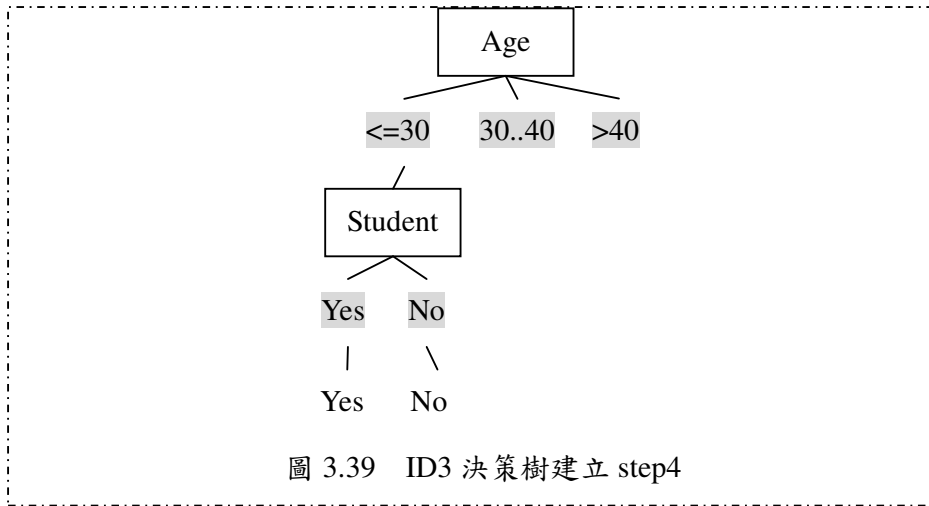 Age
<=30 30..40 >40
Student
Yes No
Yes No
圖 3.39 ID3 決策樹建立 step4